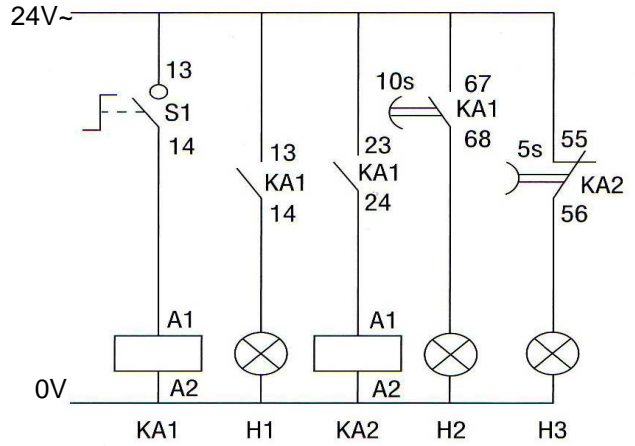 24V~
13
S1
14
13
KA1
14
23
KA1
24
10s
67
KA1
68
5s
55
KA2
56
A1
A2
A1
A2
0V
KA1 H1 KA2 H2 H3